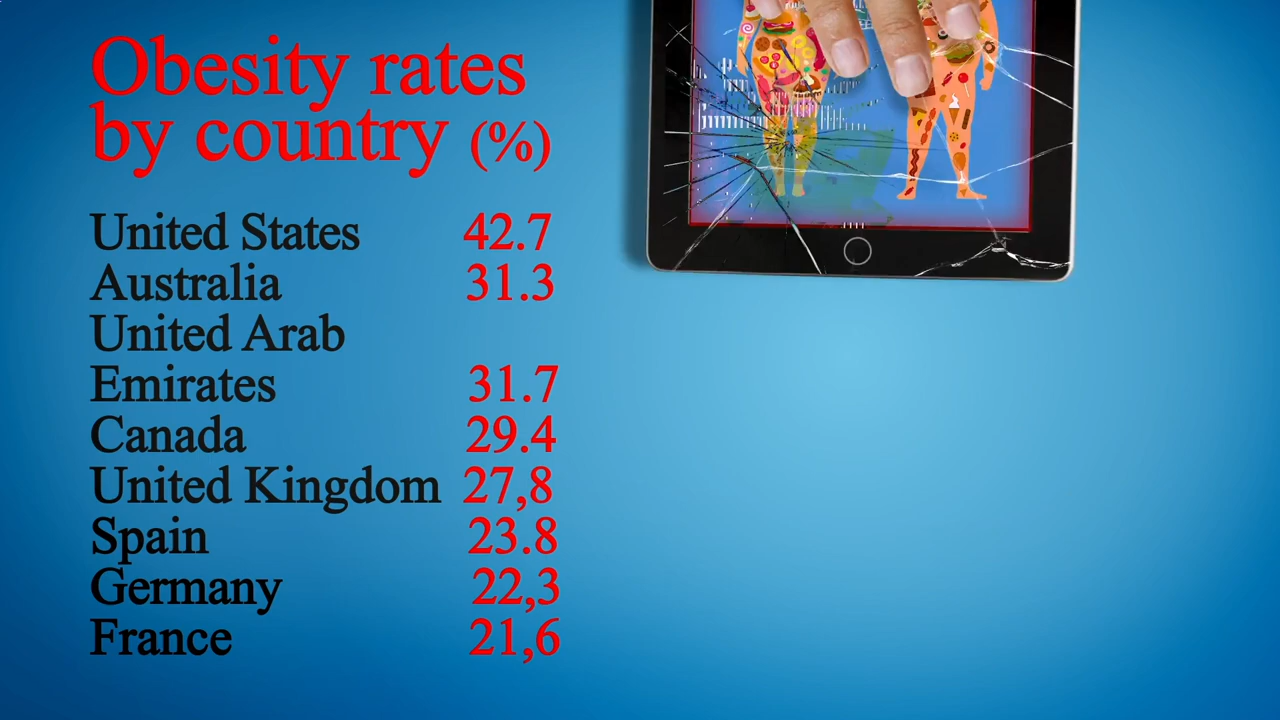 Obesity rates
by country (%)
United States 42.7
Australia 31.3
United Arab
Emirates 31.7
Canada 29.4
United Kingdom 27,8
Spain 23.8
Germany 22,3
France 21,6